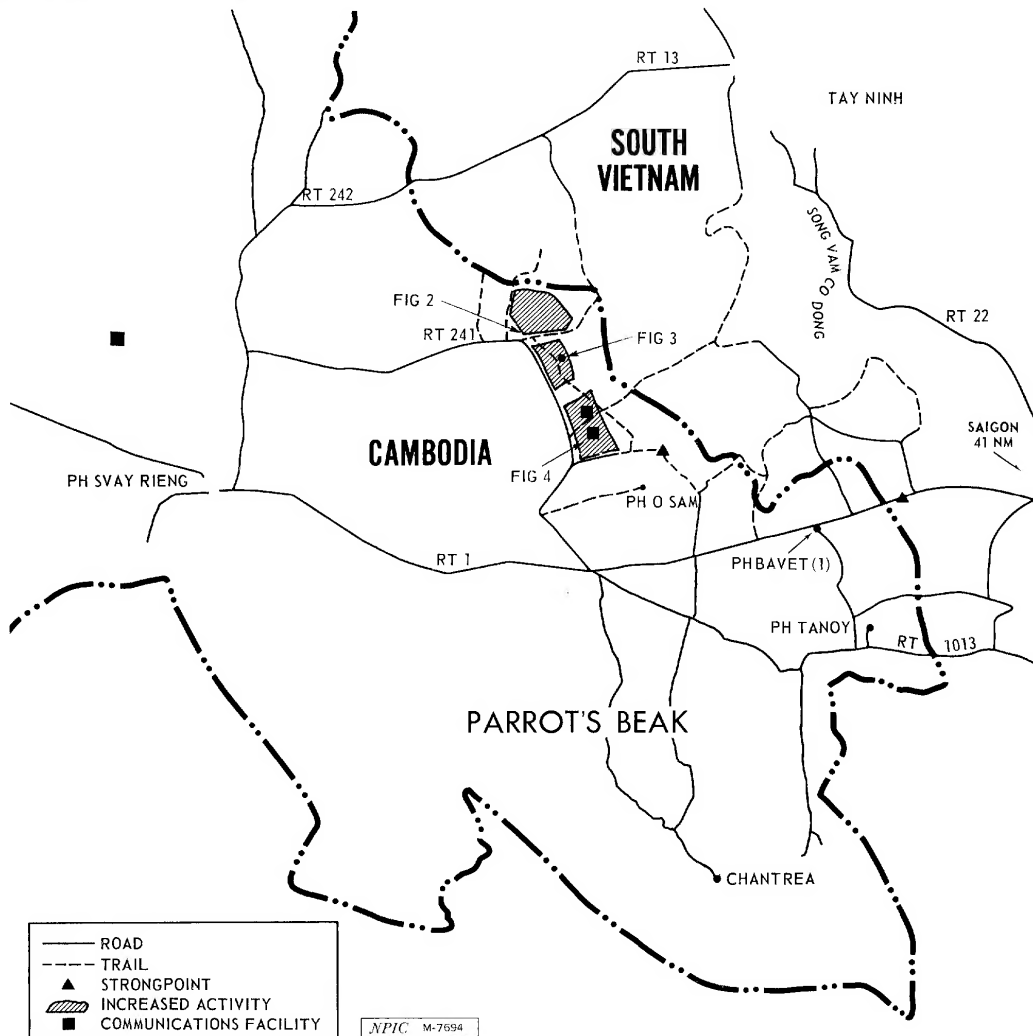 RT 13
TAY NINH
SOUTH
VIETNAM
RT 242
SONG VAM CO DONG
FIG 2
RT 22
RT 241
FIG 3
SAIGON
41 NM
CAMBODIA
PH SVAY RIENG
FIG 4
PH O SAM
RT 1
PH BAVET (1)
PH TANOY
RT 1013
PARROT'S BEAK
CHANTREA
ROAD
TRAIL
STRONGPOINT
INCREASED ACTIVITY
COMMUNICATIONS FACILITY
NPIC M-7694